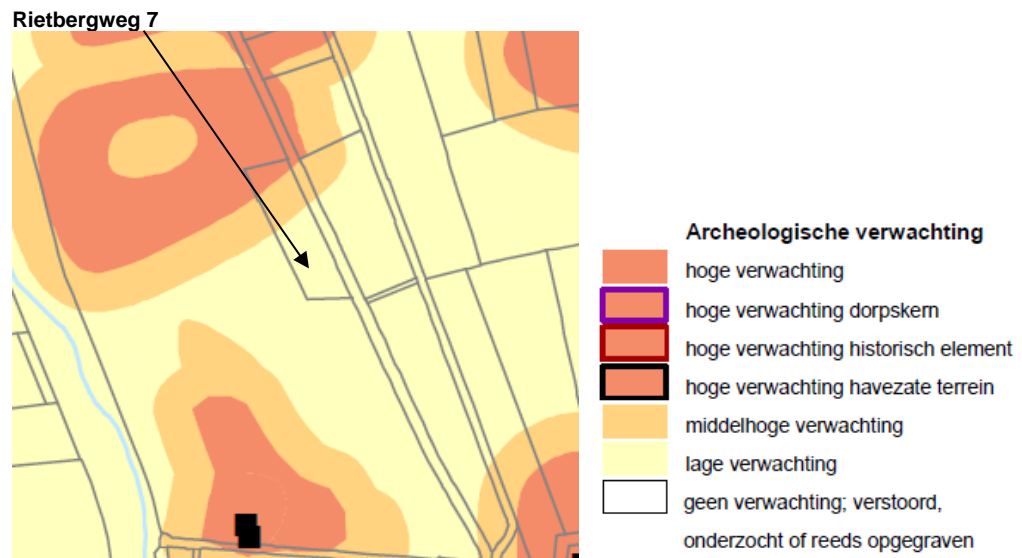 Rietbergweg 7
Archeologische verwachting
hoge verwachting
hoge verwachting dorpskern
hoge verwachting historisch element
hoge verwachting havezate terrein
middelhoge verwachting
lage verwachting
geen verwachting; verstoord,
onderzocht of reeds opgegraven